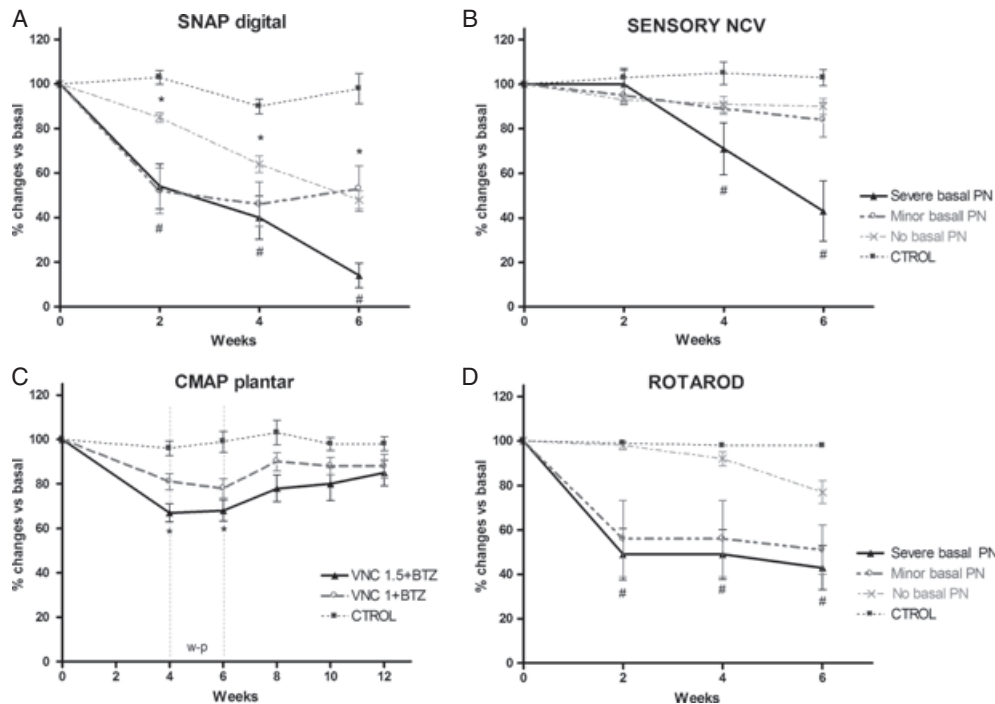 A
SNAP digital
% changes vs basal
120
100
80
60
40
20
0
*
*
*
#
#
#
0 2 4 6
Weeks
B
SENSORY NCV
% changes vs basal
120
100
80
60
40
20
0
#
#
0 2 4 6
Weeks
Severe basal PN
Minor basall PN
No basal PN
CTROL
C
CMAP plantar
% changes vs basal
120
100
80
60
40
20
0
* *
VNC 1.5+BTZ
VNC 1+BTZ
CTROL
w-p
0 2 4 6 8 10 12
Weeks
D
ROTAROD
% changes vs basal
120
100
80
60
40
20
0
# # #
0 2 4 6
Weeks
Severe basal PN
Minor basal PN
No basal PN
CTROL